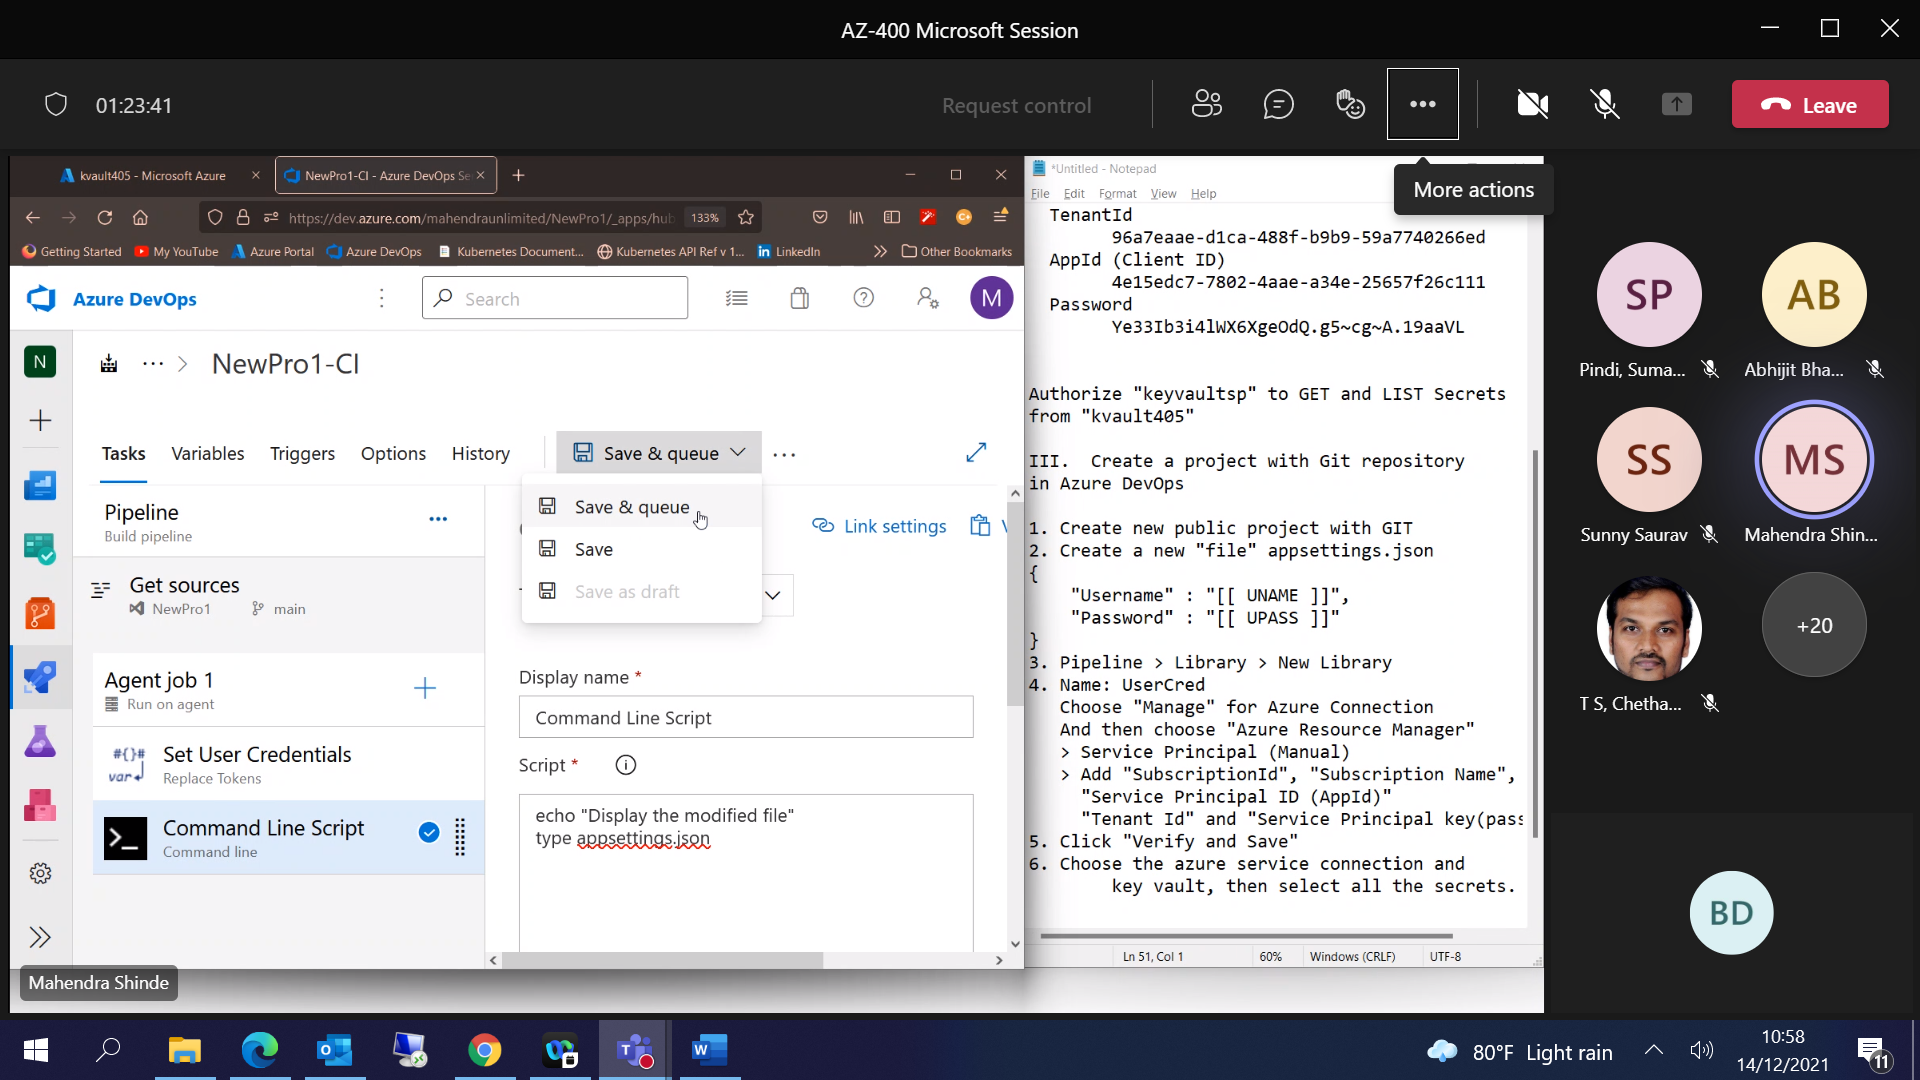 AZ-400 Microsoft Session
01:23:41
Request control
Leave
More actions
kvault405 - Microsoft Azure
NewPro1-CI - Azure DevOps Se
https://dev.azure.com/mahendraunlimited/NewPro1/_apps/hub
133%
Getting Started
My YouTube
Azure Portal
Azure DevOps
Kubernetes Document...
Kubernetes API Ref v 1...
LinkedIn
Other Bookmarks
Azure DevOps
Search
M
N
NewPro1-CI
Tasks
Variables
Triggers
Options
History
Save & queue
Save & queue
Save
Save as draft
Pipeline
Build pipeline
Link settings
Get sources
NewPro1
main
Agent job 1
Run on agent
#{}#
var
Set User Credentials
Replace Tokens
Command Line Script
Command line
Display name *
Command Line Script
Script *
echo "Display the modified file"
type appsettings.json
Mahendra Shinde
*Untitled - Notepad
File Edit Format View Help
TenantId
96a7eaae-d1ca-488f-b9b9-59a7740266ed
AppId (Client ID)
4e15edc7-7802-4aae-a34e-25657f26c111
Password
Ye33Ib3i4lWX6XgeOdQ.g5~cg~A.19aaVL
Authorize "keyvaultsp" to GET and LIST Secrets
from "kvault405"
III. Create a project with Git repository
in Azure DevOps
1. Create new public project with GIT
2. Create a new "file" appsettings.json
{
"Username" : "[[ UNAME ]]",
"Password" : "[[ UPASS ]]"
}
3. Pipeline > Library > New Library
4. Name: UserCred
Choose "Manage" for Azure Connection
And then choose "Azure Resource Manager"
> Service Principal (Manual)
> Add "SubscriptionId", "Subscription Name",
"Service Principal ID (AppId)"
"Tenant Id" and "Service Principal key(pass
5. Click "Verify and Save"
6. Choose the azure service connection and
key vault, then select all the secrets.
Ln 51, Col 1
60%
Windows (CRLF)
UTF-8
SP
Pindi, Suma...
AB
Abhijit Bha...
SS
Sunny Saurav
MS
Mahendra Shin...
T S, Chetha...
+20
BD
80°F Light rain
10:58
14/12/2021
11